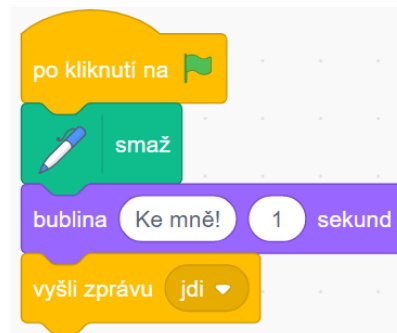 po kliknutí na
smaž
bublina Ke mně! 1 sekund
vyšli zprávu jdi